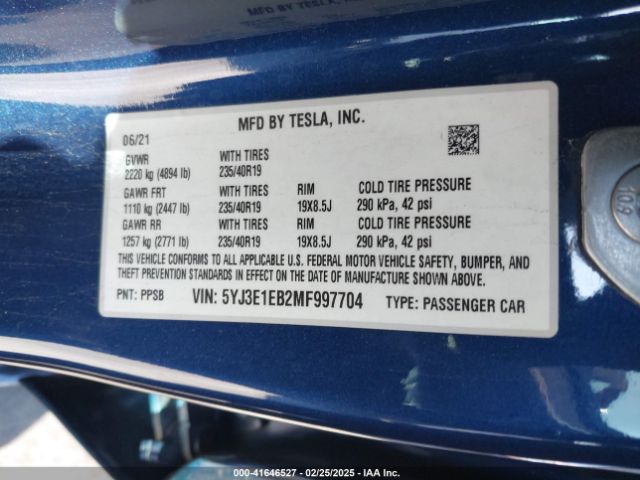 MFD BY TESLA, INC.
06/21
GVWR WITH TIRES
2220 kg (4894 lb) 235/40R19
GAWR FRT WITH TIRES RIM COLD TIRE PRESSURE
1110 kg (2447 lb) 235/40R19 19X8.5J 290 kPa, 42 psi
GAWR RR WITH TIRES RIM COLD TIRE PRESSURE
1257 kg (2771 lb) 235/40R19 19X8.5J 290 kPa, 42 psi
THIS VEHICLE CONFORMS TO ALL APPLICABLE U.S. FEDERAL MOTOR VEHICLE SAFETY, BUMPER, AND
THEFT PREVENTION STANDARDS IN EFFECT ON THE DATE OF MANUFACTURE SHOWN ABOVE.
PNT: PPSB VIN: 5YJ3E1EB2MF997704 TYPE: PASSENGER CAR
10.9
000-41646527 - 02/25/2025 - IAA Inc.